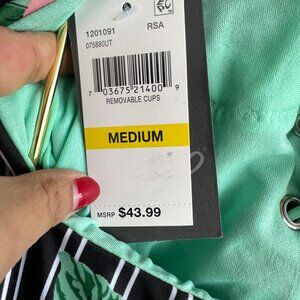 1201091 RSA
075880UT
7 03675 21400 9
REMOVABLE CUPS
MEDIUM
MSRP $43.99